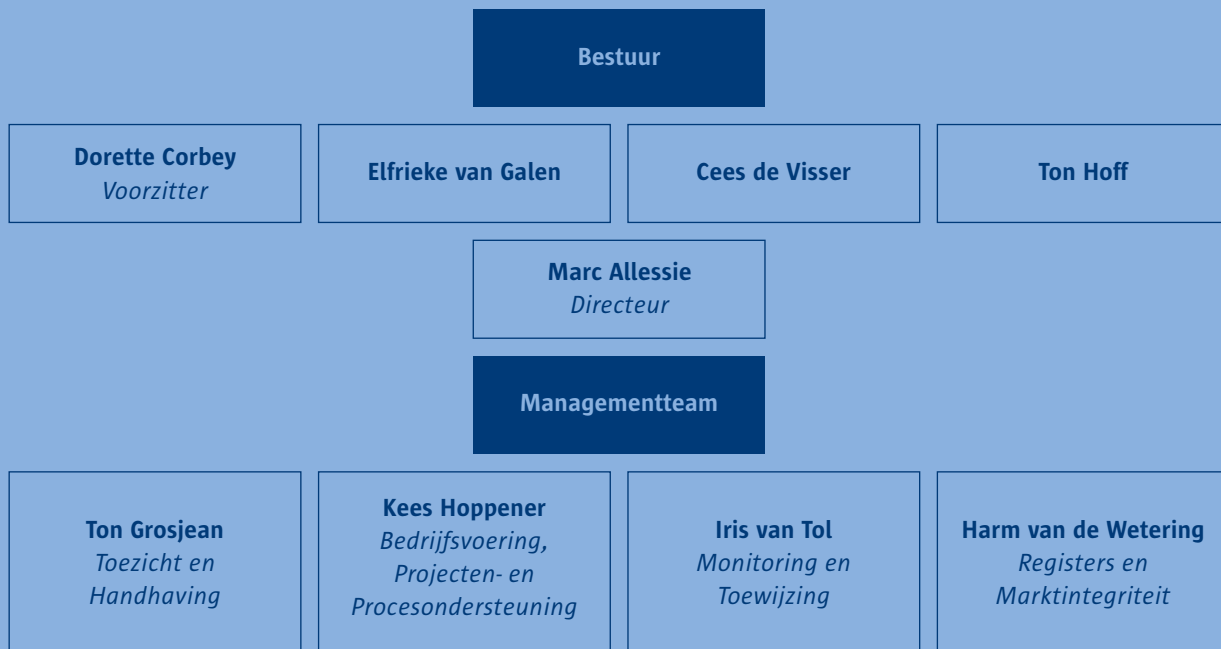 Bestuur
Dorette Corbey
Voorzitter
Elfrieke van Galen
Cees de Visser
Ton Hoff
Marc Allessie
Directeur
Managementteam
Ton Grosjean
Toezicht en
Handhaving
Kees Hoppener
Bedrijfsvoering,
Projecten- en
Procesondersteuning
Iris van Tol
Monitoring en
Toewijzing
Harm van de Wetering
Registers en
Marktintegriteit